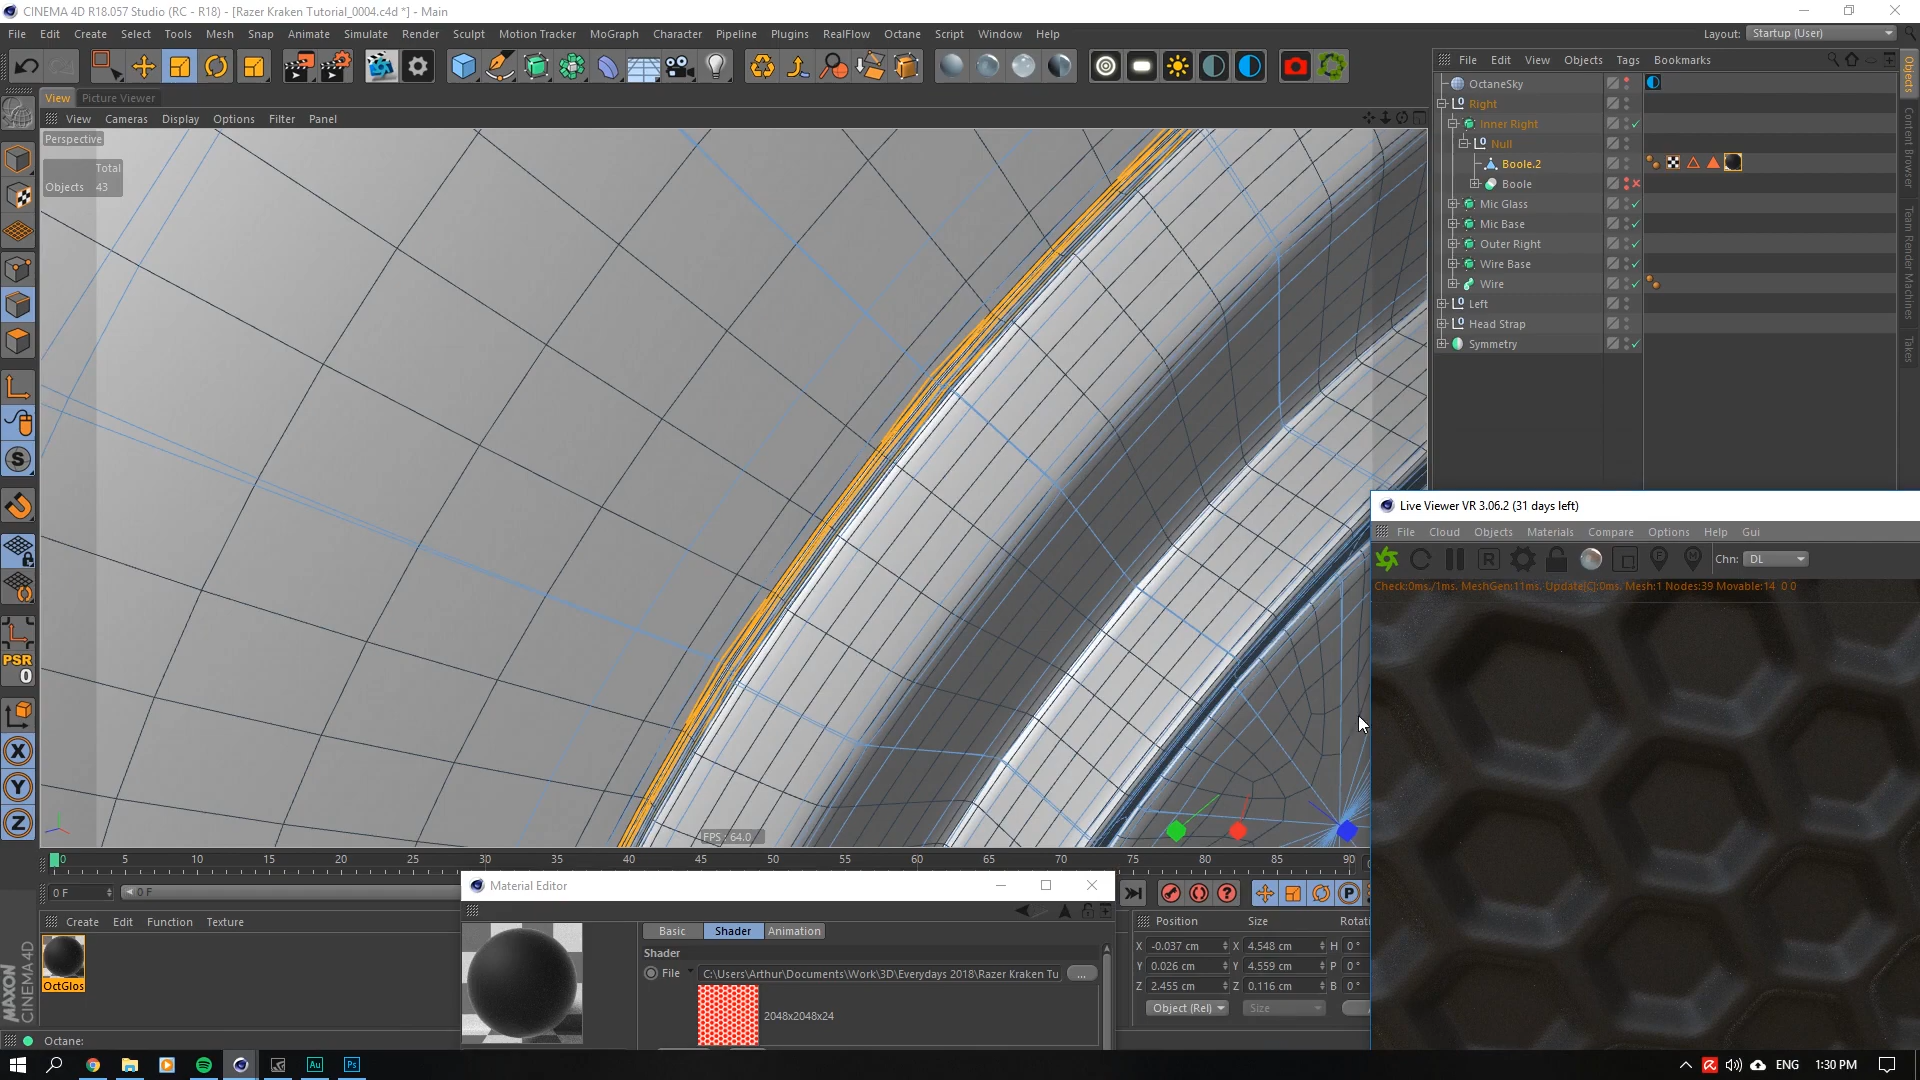 CINEMA 4D R18.057 Studio (RC - R18) - [Razer Kraken Tutorial_0004.c4d *] - Main
File Edit Create Select Tools Mesh Snap Animate Simulate Render Sculpt Motion Tracker MoGraph Character Pipeline Plugins RealFlow Octane Script Window Help
Layout: Startup (User)
View Picture Viewer
View Cameras Display Options Filter Panel
Perspective
Total
Objects 43
FPS : 64.0
File Edit View Objects Tags Bookmarks
OctaneSky
Right
Inner Right
Null
Boole.2
Boole
Mic Glass
Mic Base
Outer Right
Wire Base
Wire
Left
Head Strap
Symmetry
Objects
Content Browser
Team Render Machines
Takes
Live Viewer VR 3.06.2 (31 days left)
File Cloud Objects Materials Compare Options Help Gui
Chn: DL
Check:0ms./1ms. MeshGen:11ms. Update[C]:0ms. Mesh:1 Nodes:39 Movable:14 0 0
PSR
0
X
Y
Z
0 5 10 15 20 25 30 35 40 45 50 55 60 65 70 75 80 85 90
0 F
0 F
Create Edit Function Texture
OctGlos
MAXON
CINEMA 4D
Material Editor
Basic Shader Animation
Shader
File C:\Users\Arthur\Documents\Work\3D\Everydays 2018\Razer Kraken Tu ...
2048x2048x24
Position Size Rotati
X -0.037 cm X 4.548 cm H 0°
Y 0.026 cm Y 4.559 cm P 0°
Z 2.455 cm Z 0.116 cm B 0°
Object (Rel) Size
Octane:
Au
Ps
ENG 1:30 PM